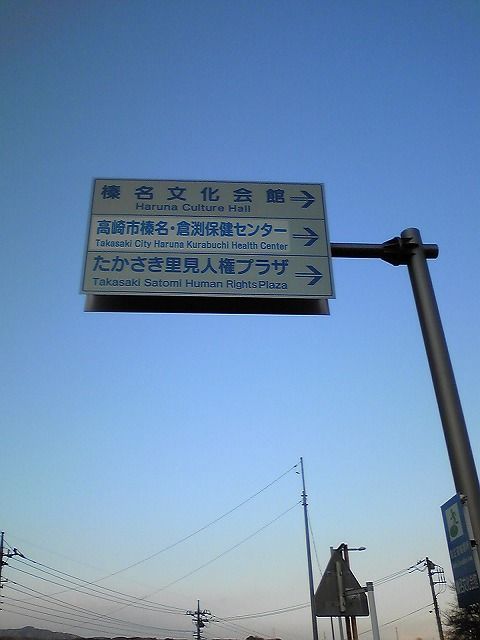 榛名文化会館
Haruna Culture Hall
高崎市榛名・倉渕保健センター
Takasaki City Haruna Kurabuchi Health Center
たかさき里見人権プラザ
Takasaki Satomi Human Rights Plaza